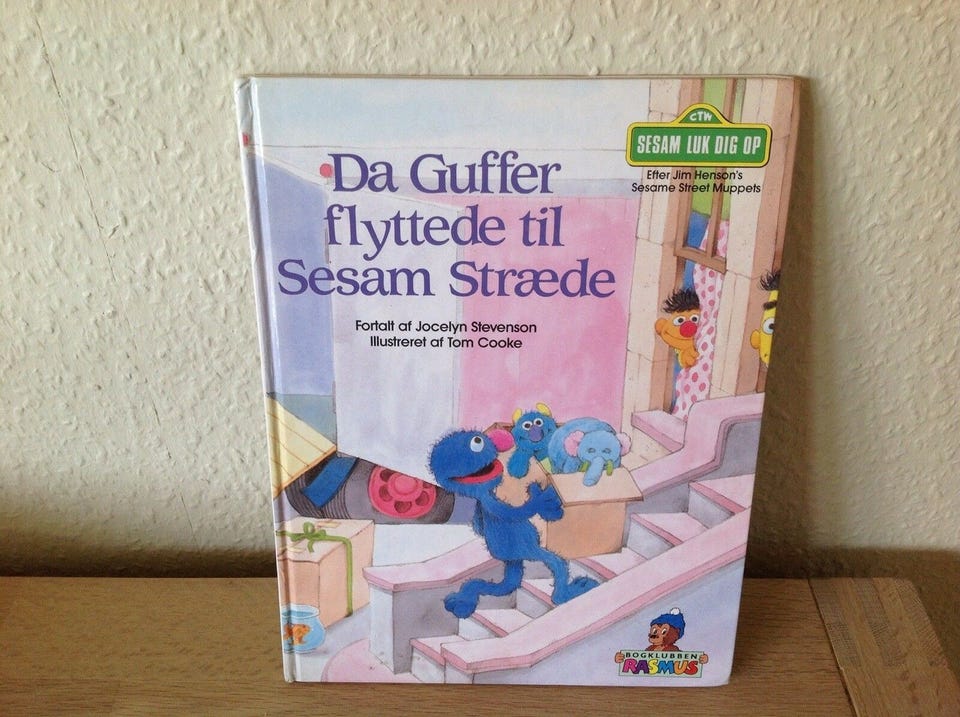 CTW
SESAM LUK DIG OP
Efter Jim Henson's
Sesame Street Muppets
Da Guffer
flyttede til
Sesam Stræde
Fortalt af Jocelyn Stevenson
Illustreret af Tom Cooke
BOGKLUBBEN
RASMUS